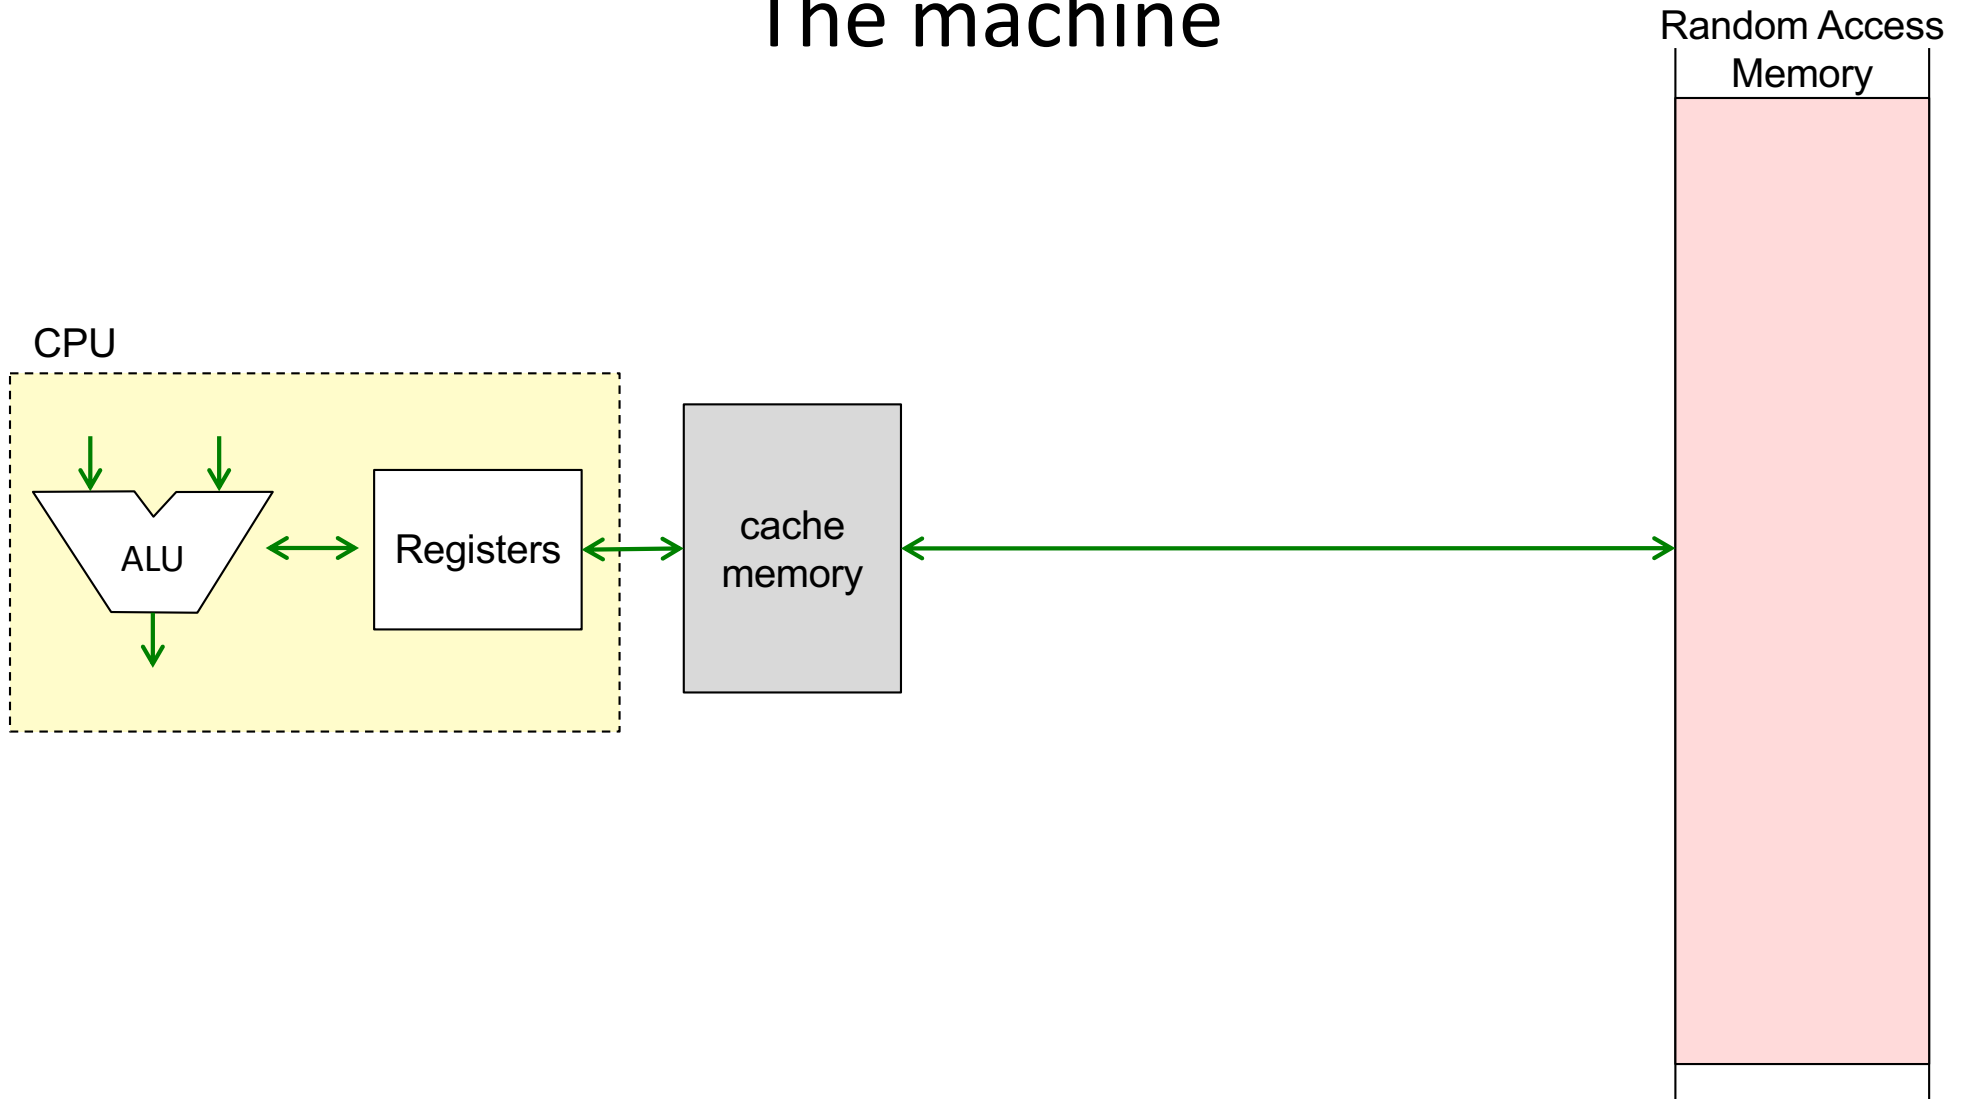 The machine
Random Access
Memory
CPU
ALU
Registers
cache
memory